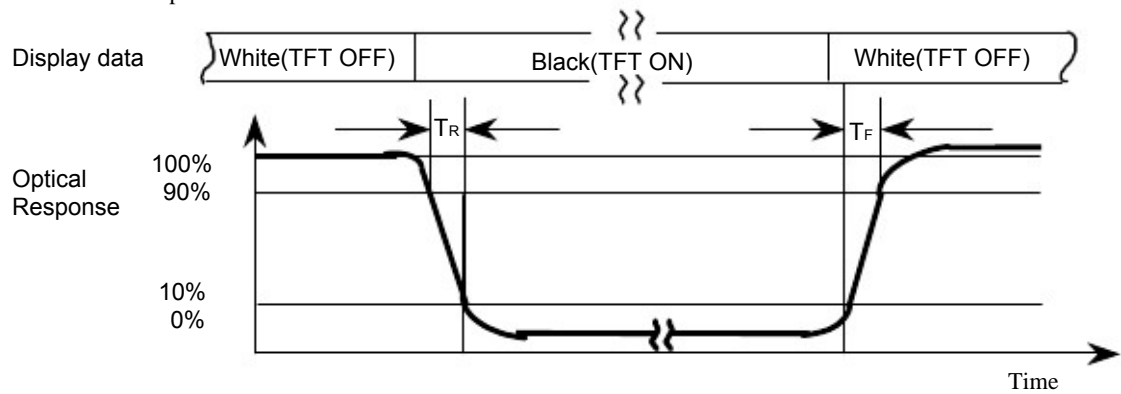 Display data
White(TFT OFF) Black(TFT ON) White(TFT OFF)
TR TF
100%
90%
Optical
Response
10%
0%
Time